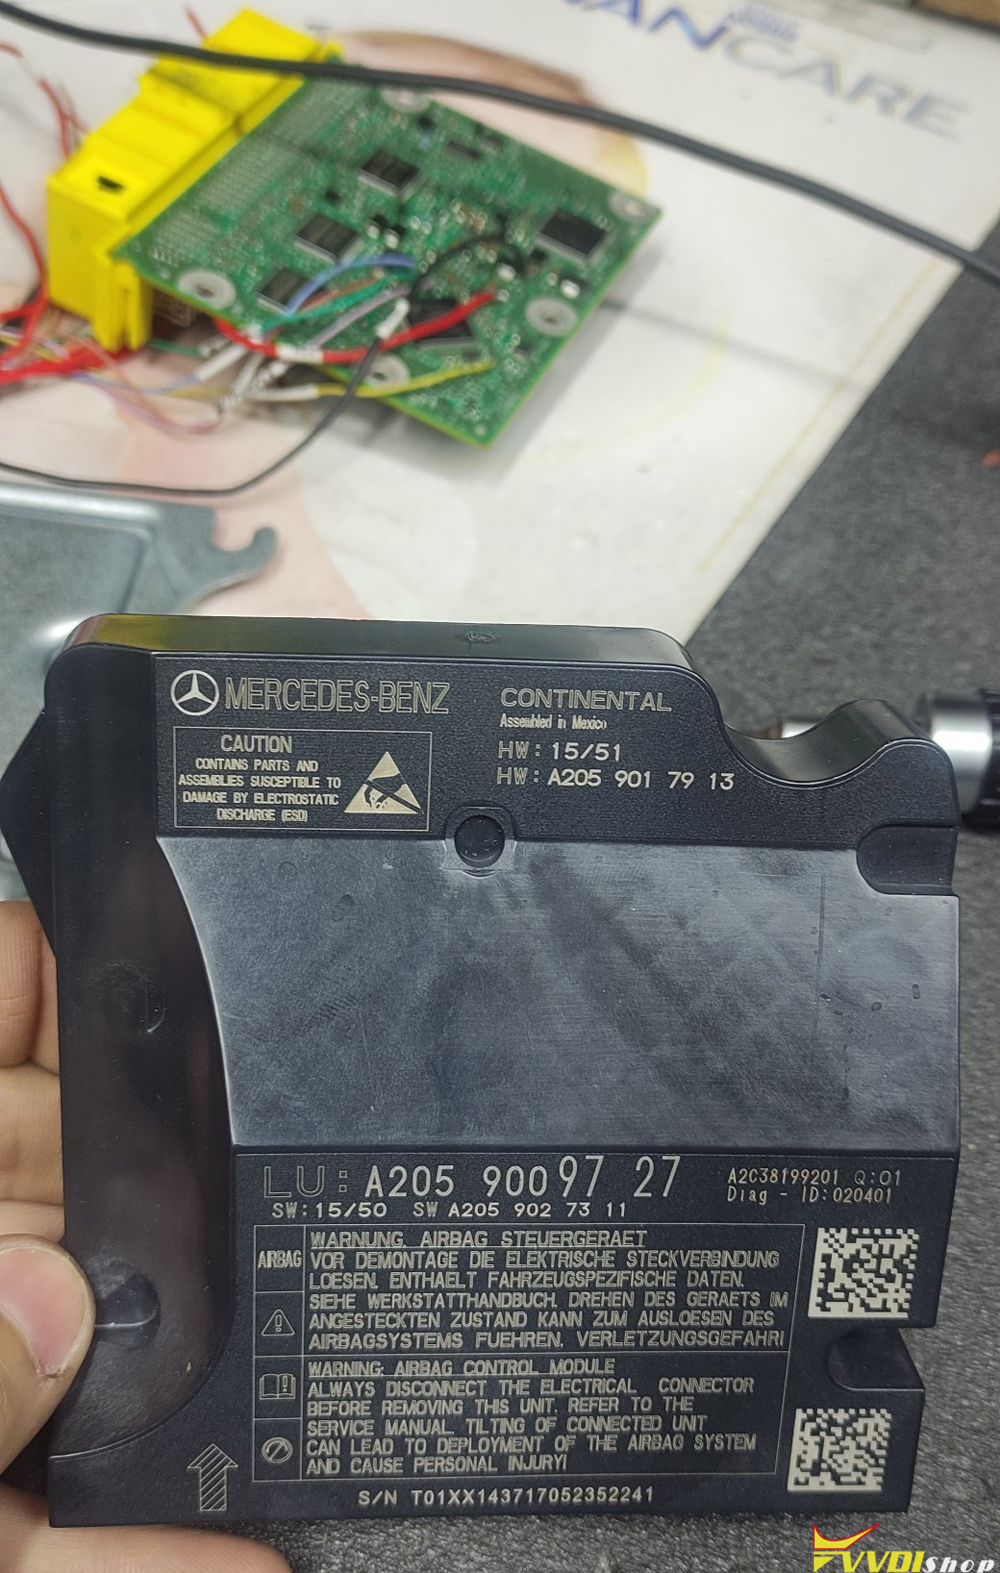 CARE
MERCEDES-BENZ
CONTINENTAL
Assembled in Mexico
HW: 15/51
HW: A205 901 79 13
CAUTION
CONTAINS PARTS AND
ASSEMBLIES SUSCEPTIBLE TO
DAMAGE BY ELECTROSTATIC
DISCHARGE (ESD)
LU: A205 900 97 27
SW: 15/50 SW A205 902 73 11
A2C38199201 Q:01
Diag - ID:020401
AIRBAG
WARNUNG. AIRBAG STEUERGERAET
VOR DEMONTAGE DIE ELEKTRISCHE STECKVERBINDUNG
LOESEN. ENTHAELT FAHRZEUGSPEZIFISCHE DATEN.
SIEHE WERKSTATTHANDBUCH. DREHEN DES GERAETS IM
ANGESTECKTEN ZUSTAND KANN ZUM AUSLOESEN DES
AIRBAGSYSTEMS FUEHREN. VERLETZUNGSGEFAHR!
WARNING: AIRBAG CONTROL MODULE
ALWAYS DISCONNECT THE ELECTRICAL CONNECTOR
BEFORE REMOVING THIS UNIT. REFER TO THE
SERVICE MANUAL. TILTING OF CONNECTED UNIT
CAN LEAD TO DEPLOYMENT OF THE AIRBAG SYSTEM
AND CAUSE PERSONAL INJURY!
S/N T01XX143717052352241
VVDIshop